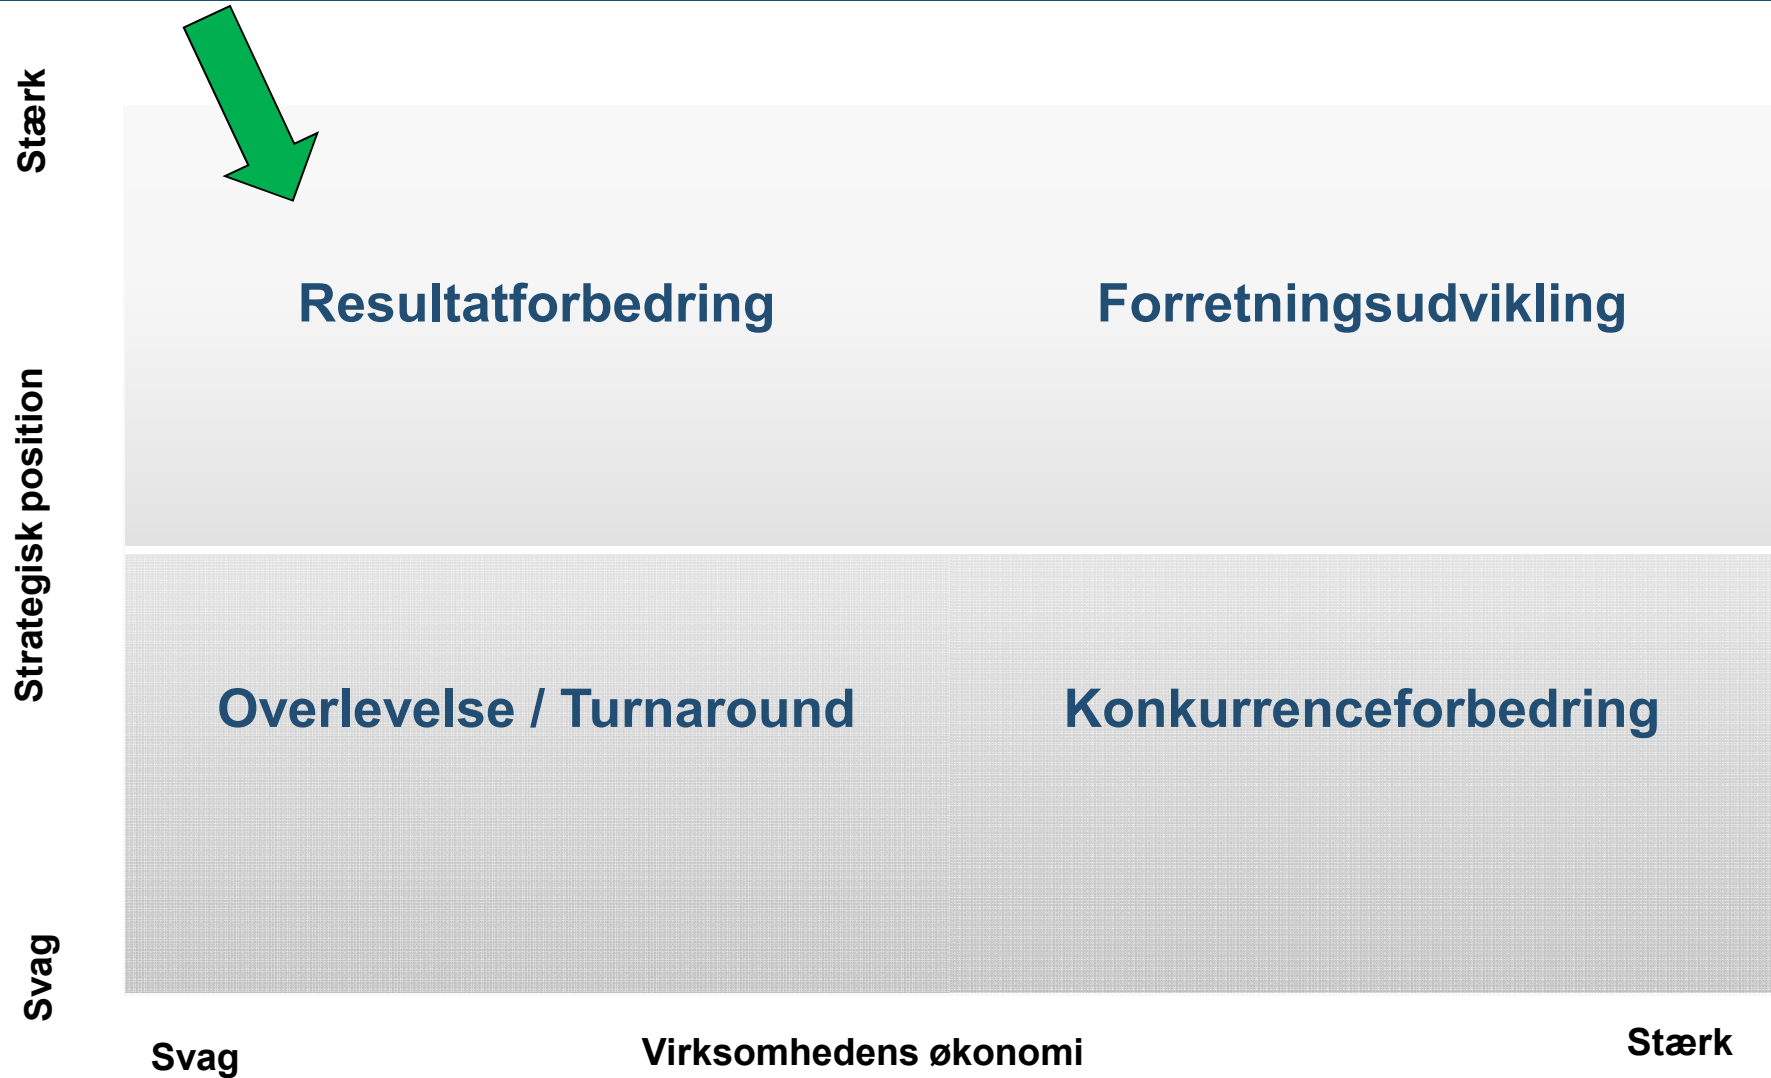 Stærk
Resultatforbedring
Forretningsudvikling
Strategisk position
Overlevelse / Turnaround
Konkurrenceforbedring
Svag
Svag
Virksomhedens økonomi
Stærk